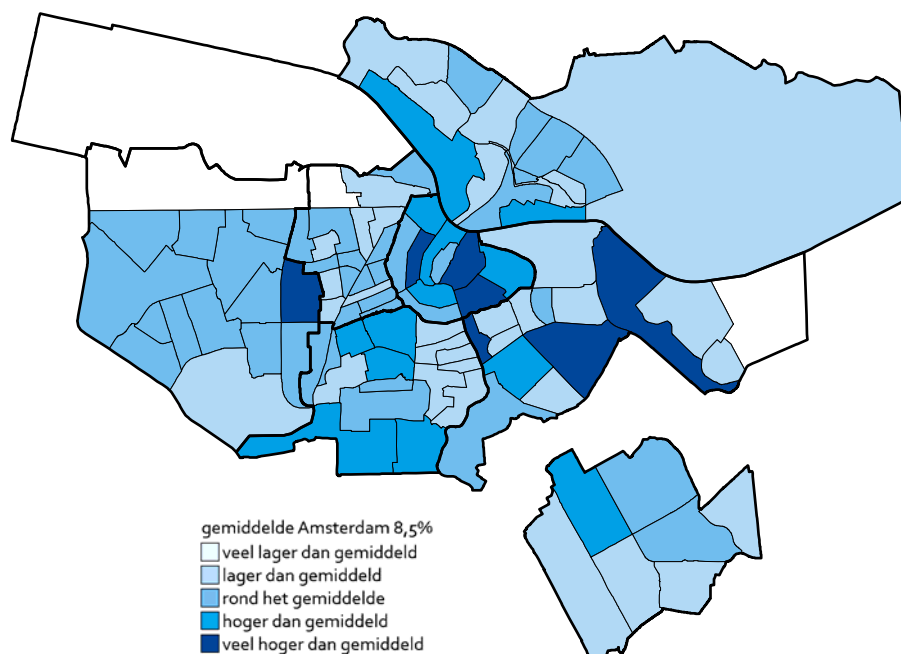 gemiddelde Amsterdam 8,5%
veel lager dan gemiddeld
lager dan gemiddeld
rond het gemiddelde
hoger dan gemiddeld
veel hoger dan gemiddeld